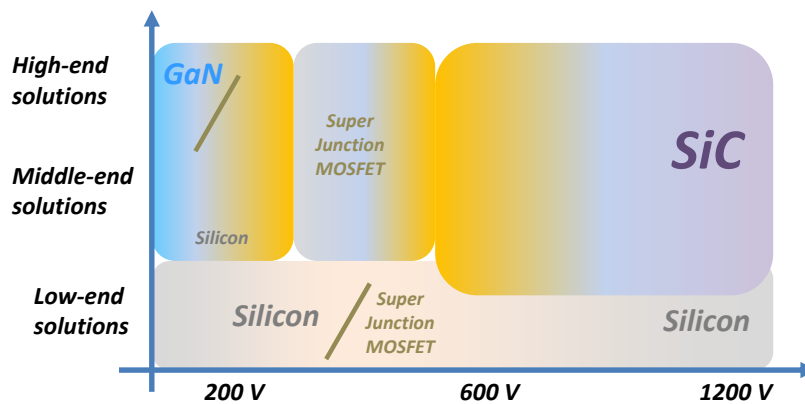 High-end
solutions
GaN
Super
Junction
MOSFET
SiC
Middle-end
solutions
Silicon
Low-end
solutions
Silicon
Super
Junction
MOSFET
Silicon
200 V
600 V
1200 V